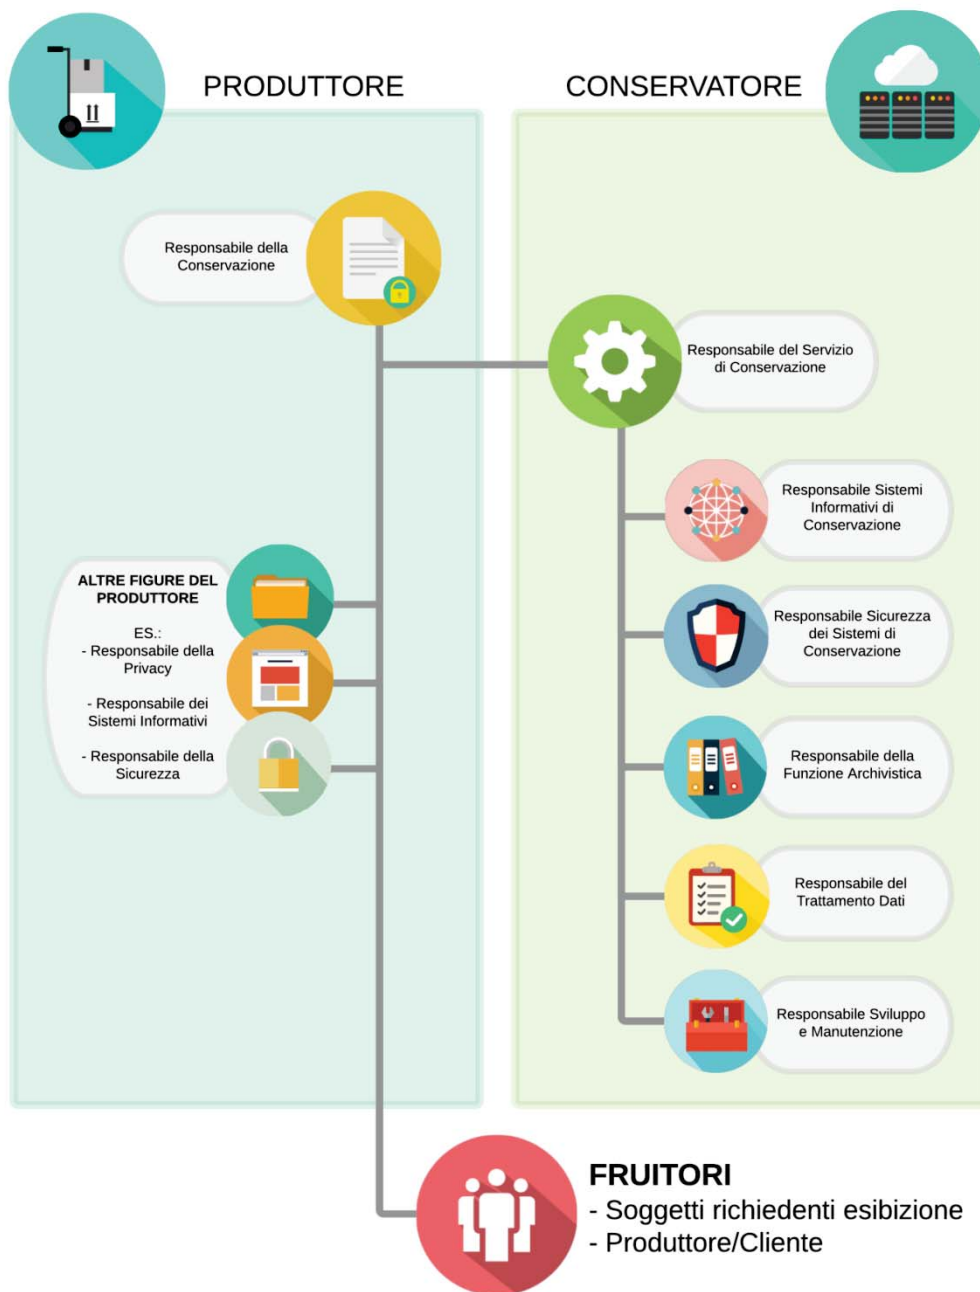 PRODUTTORE
CONSERVATORE
Responsabile della
Conservazione
Responsabile del Servizio
di Conservazione
Responsabile Sistemi
Informativi di
Conservazione
ALTRE FIGURE DEL
PRODUTTORE
ES.:
- Responsabile della
Privacy
- Responsabile dei
Sistemi Informativi
- Responsabile della
Sicurezza
Responsabile Sicurezza
dei Sistemi di
Conservazione
Responsabile della
Funzione Archivistica
Responsabile del
Trattamento Dati
Responsabile Sviluppo
e Manutenzione
FRUITORI
- Soggetti richiedenti esibizione
- Produttore/Cliente